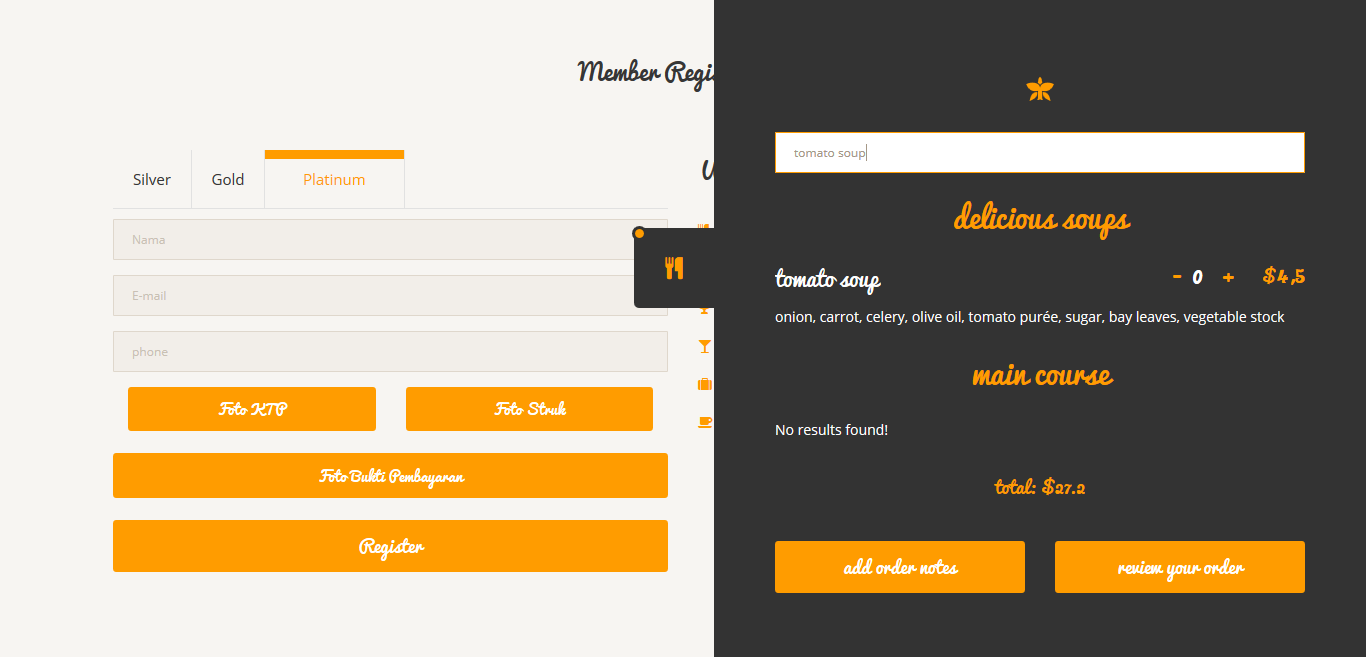 Member Regis
Silver Gold Platinum
Nama
E-mail
phone
Foto KTP Foto Struk
Foto Bukti Pembayaran
Register
tomato soup
delicious soups
tomato soup - 0 + $4,5
onion, carrot, celery, olive oil, tomato purée, sugar, bay leaves, vegetable stock
main course
No results found!
total: $27.2
add order notes review your order